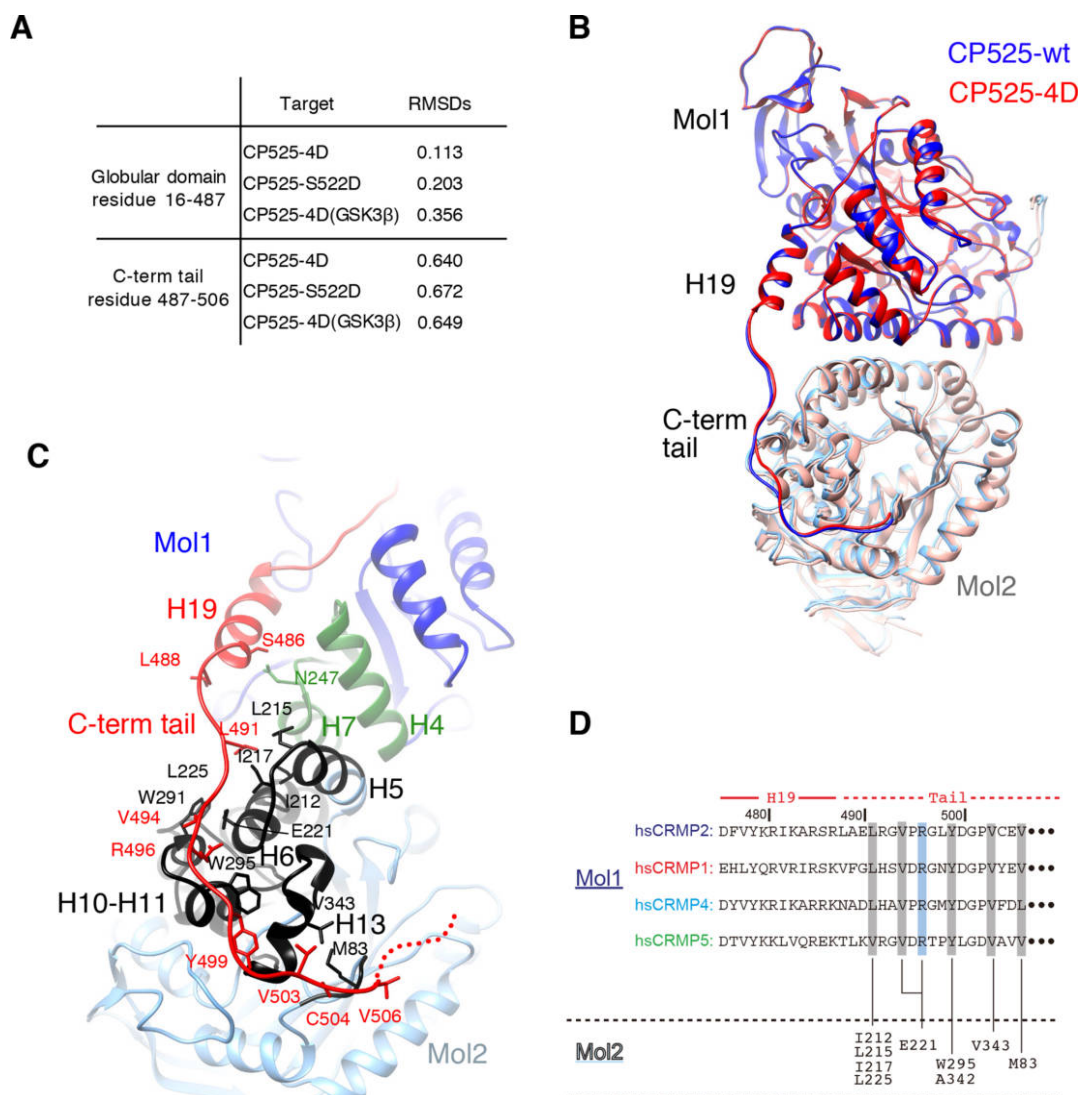 A
Target RMSDs
Globular domain
residue 16-487
CP525-4D 0.113
CP525-S522D 0.203
CP525-4D(GSK3β) 0.356
C-term tail
residue 487-506
CP525-4D 0.640
CP525-S522D 0.672
CP525-4D(GSK3β) 0.649
B
CP525-wt
CP525-4D
Mol1
H19
C-term
tail
Mol2
C
Mol1
H19
S486
L488
N247
L215
C-term tail
H7
H4
L491
I217
L225
I212
H5
W291
V494
E221
R496
H6
W295
H10-H11
V343
H13
M83
Y499
V503
C504
V506
Mol2
D
H19 Tail
480 490 500
hsCRMP2: DFVYKRIKARSRLAELRGVPRGLYDGPVCEV•••
Mol1
hsCRMP1: EHLYQRVRIRSKVFGLHSVDRGNYDGPVYEV•••
hsCRMP4: DYVYKRIKARRKNADLHAVPRGMYDGPVFDL•••
hsCRMP5: DTVYKKLVQREKTLKVRGVDRTPYLGDVAVV•••
Mol2
I212
L215
I217
L225
E221
W295
A342
V343
M83